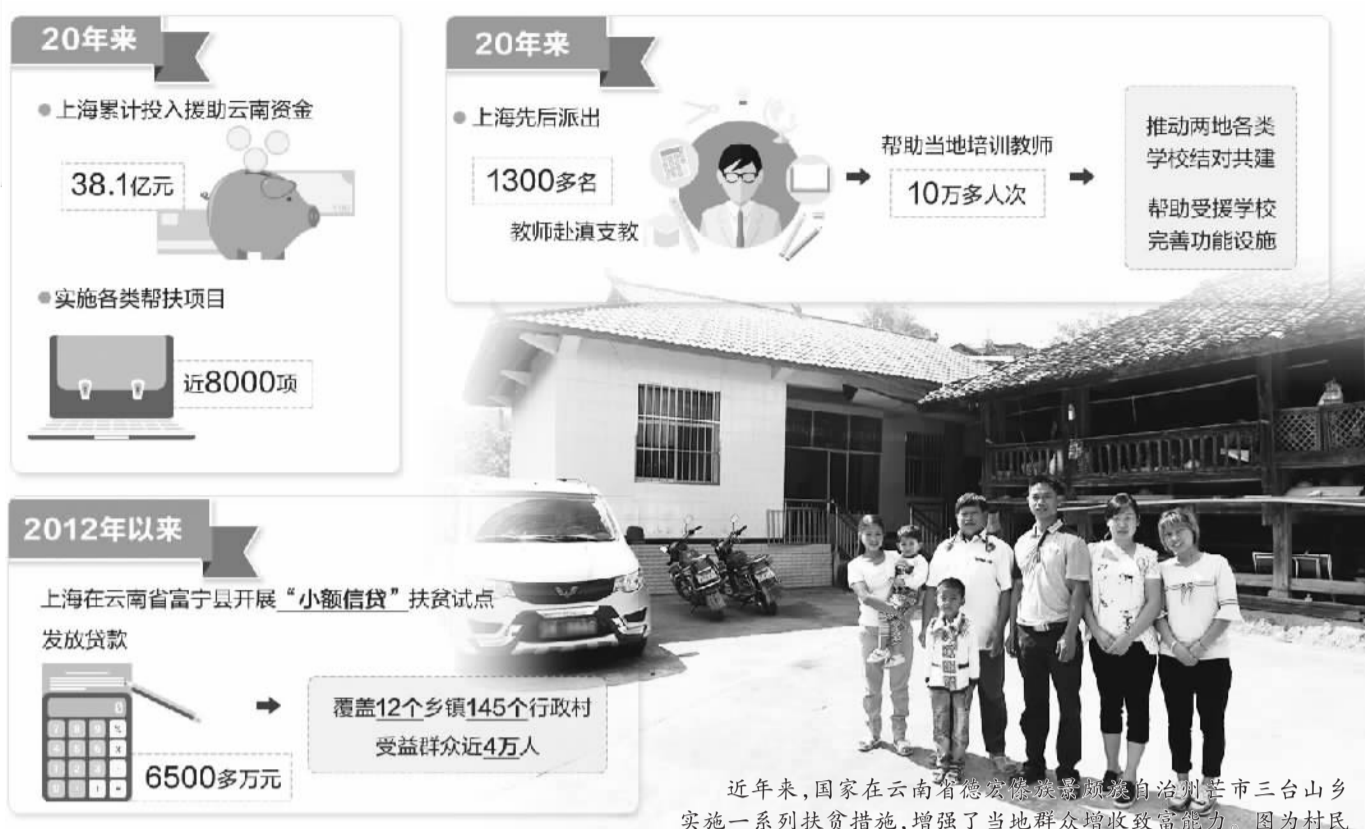 20年来
上海累计投入援助云南资金
38.1亿元
实施各类帮扶项目
近8000项
20年来
上海先后派出
1300多名
教师赴滇支教
帮助当地培训教师
10万多人次
推动两地各类
学校结对共建
帮助受援学校
完善功能设施
2012年以来
上海在云南省富宁县开展“小额信贷”扶贫试点
发放贷款
6500多万元
覆盖12个乡镇145个行政村
受益群众近4万人
近年来,国家在云南省德宏傣族景颇族自治州芒市三台山乡
实施一系列扶贫措施,增强了当地群众增收致富能力 图为村民